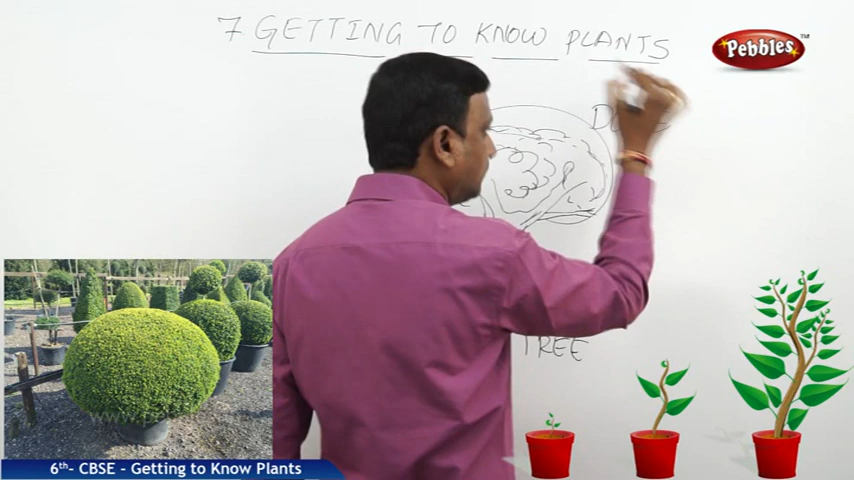 7 GETTING TO KNOW PLANTS
Pebbles
TREE
6th- CBSE - Getting to Know Plants